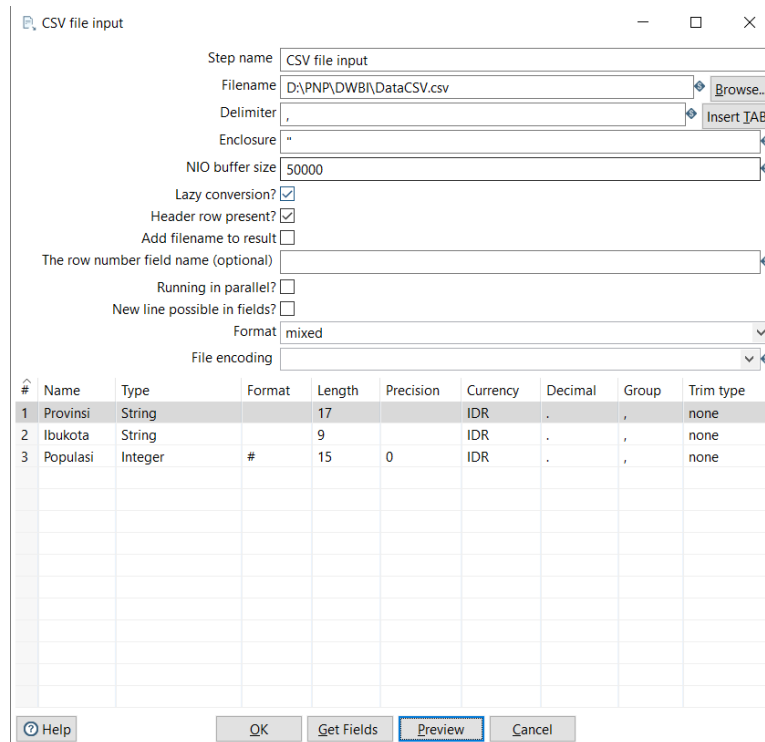 CSV file input
Step name CSV file input
Filename D:\PNP\DWBI\DataCSV.csv Browse...
Delimiter , Insert TAB
Enclosure "
NIO buffer size 50000
Lazy conversion?
Header row present?
Add filename to result
The row number field name (optional)
Running in parallel?
New line possible in fields?
Format mixed
File encoding
# Name Type Format Length Precision Currency Decimal Group Trim type
1 Provinsi String 17 IDR . , none
2 Ibukota String 9 IDR . , none
3 Populasi Integer # 15 0 IDR . , none
Help OK Get Fields Preview Cancel